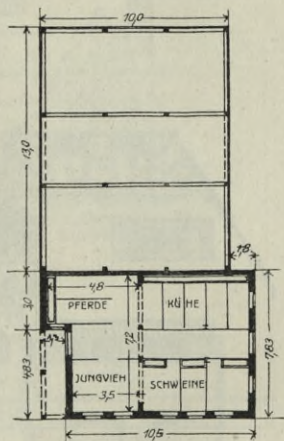 10,0
13,0
1,8
4,8
3,0
PFERDE
KÜHE
7,2
7,83
4,83
JUNGVIEH
SCHWEINE
3,5
10,5